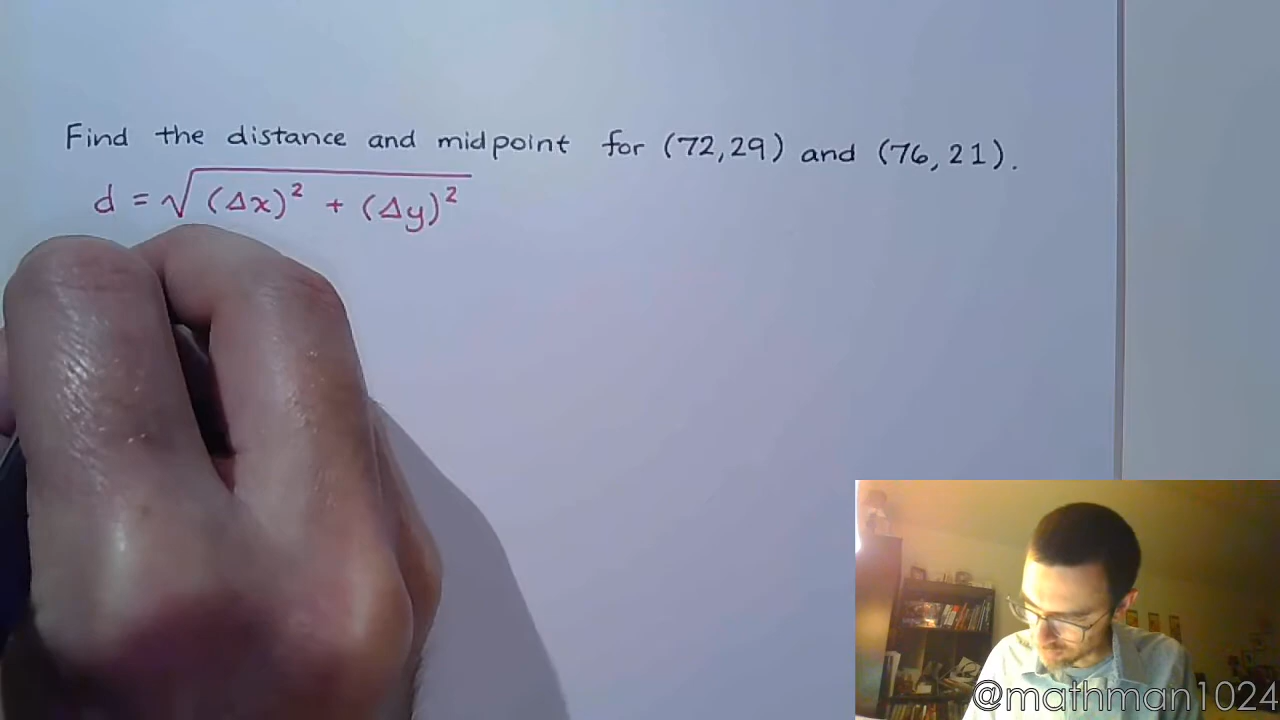 Find the distance and midpoint for (72,29) and (76,21).
d = √(Δx)² + (Δy)²
@mathman1024